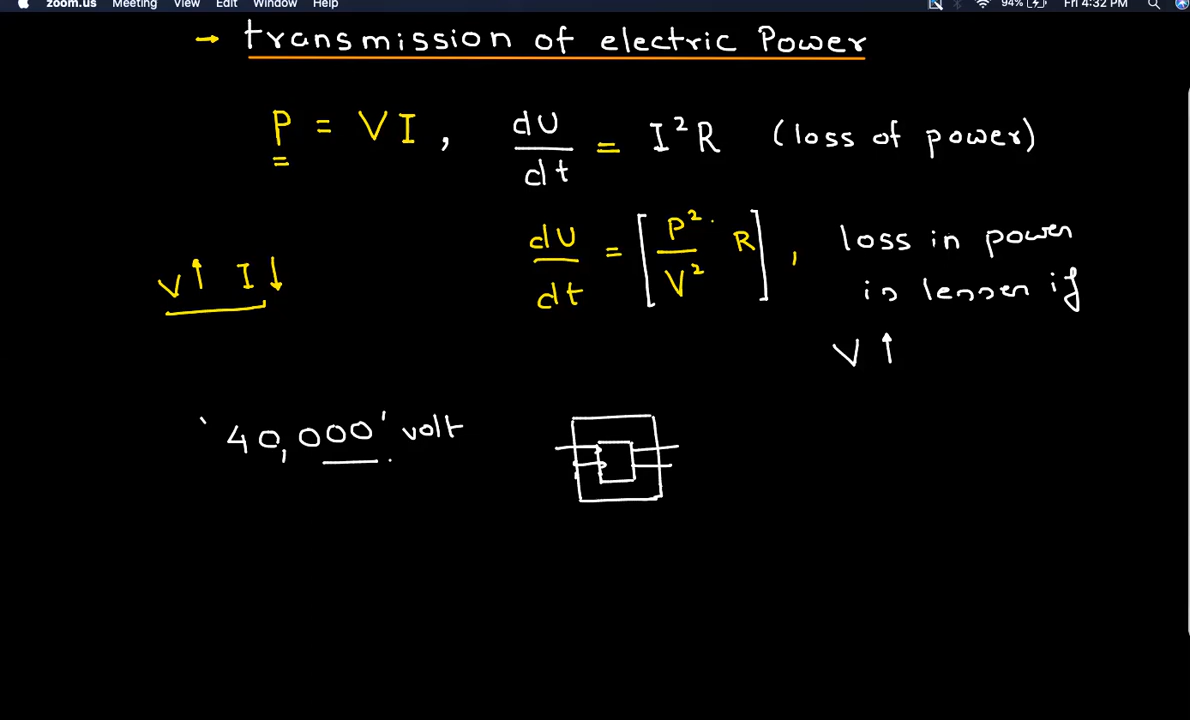 zoom.us Meeting View Edit Window Help 94% Fri 4:32 PM
→ transmission of electric Power
P = VI , dU/dt = I²R (loss of power)
dU/dt = [P²/V² R] , loss in power
is lesser if
V↑ I↓
V ↑
'40,000' volt